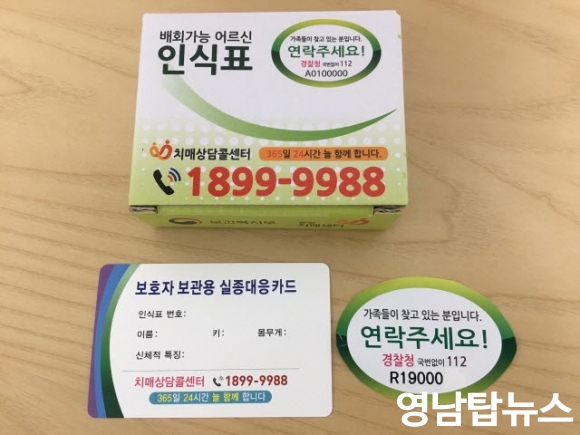 배회가능 어르신
인식표
가족들이 찾고 있는 분입니다.
연락주세요!
경찰청 국번없이 112
A0100000
치매상담콜센터 365일 24시간 늘 함께 합니다.
1899-9988
보건복지부
보호자 보관용 실종대응카드
인식표 번호:
이름: 키: 몸무게:
신체적 특징:
치매상담콜센터 1899-9988
365일 24시간 늘 함께 합니다
가족들이 찾고 있는 분입니다.
연락주세요!
경찰청 국번없이 112
R19000
영남탑뉴스